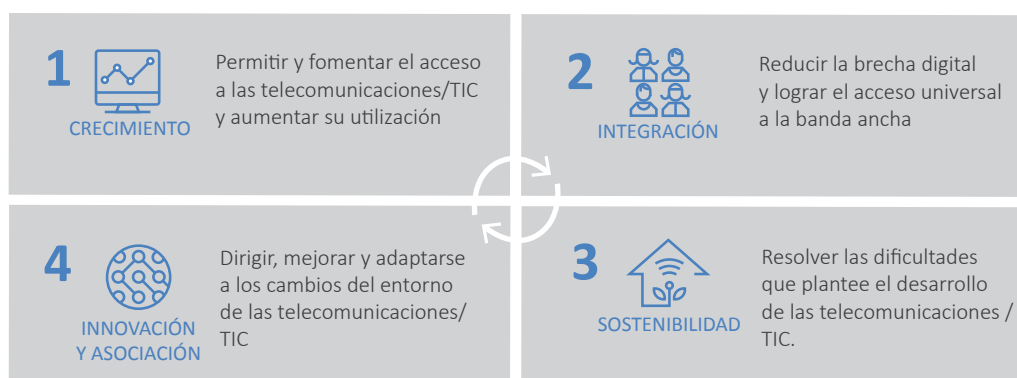 1
CRECIMIENTO
Permitir y fomentar el acceso
a las telecomunicaciones/TIC
y aumentar su utilización
2
INTEGRACIÓN
Reducir la brecha digital
y lograr el acceso universal
a la banda ancha
4
INNOVACIÓN
Y ASOCIACIÓN
Dirigir, mejorar y adaptarse
a los cambios del entorno
de las telecomunicaciones/
TIC
3
SOSTENIBILIDAD
Resolver las dificultades
que plantee el desarrollo
de las telecomunicaciones /
TIC.